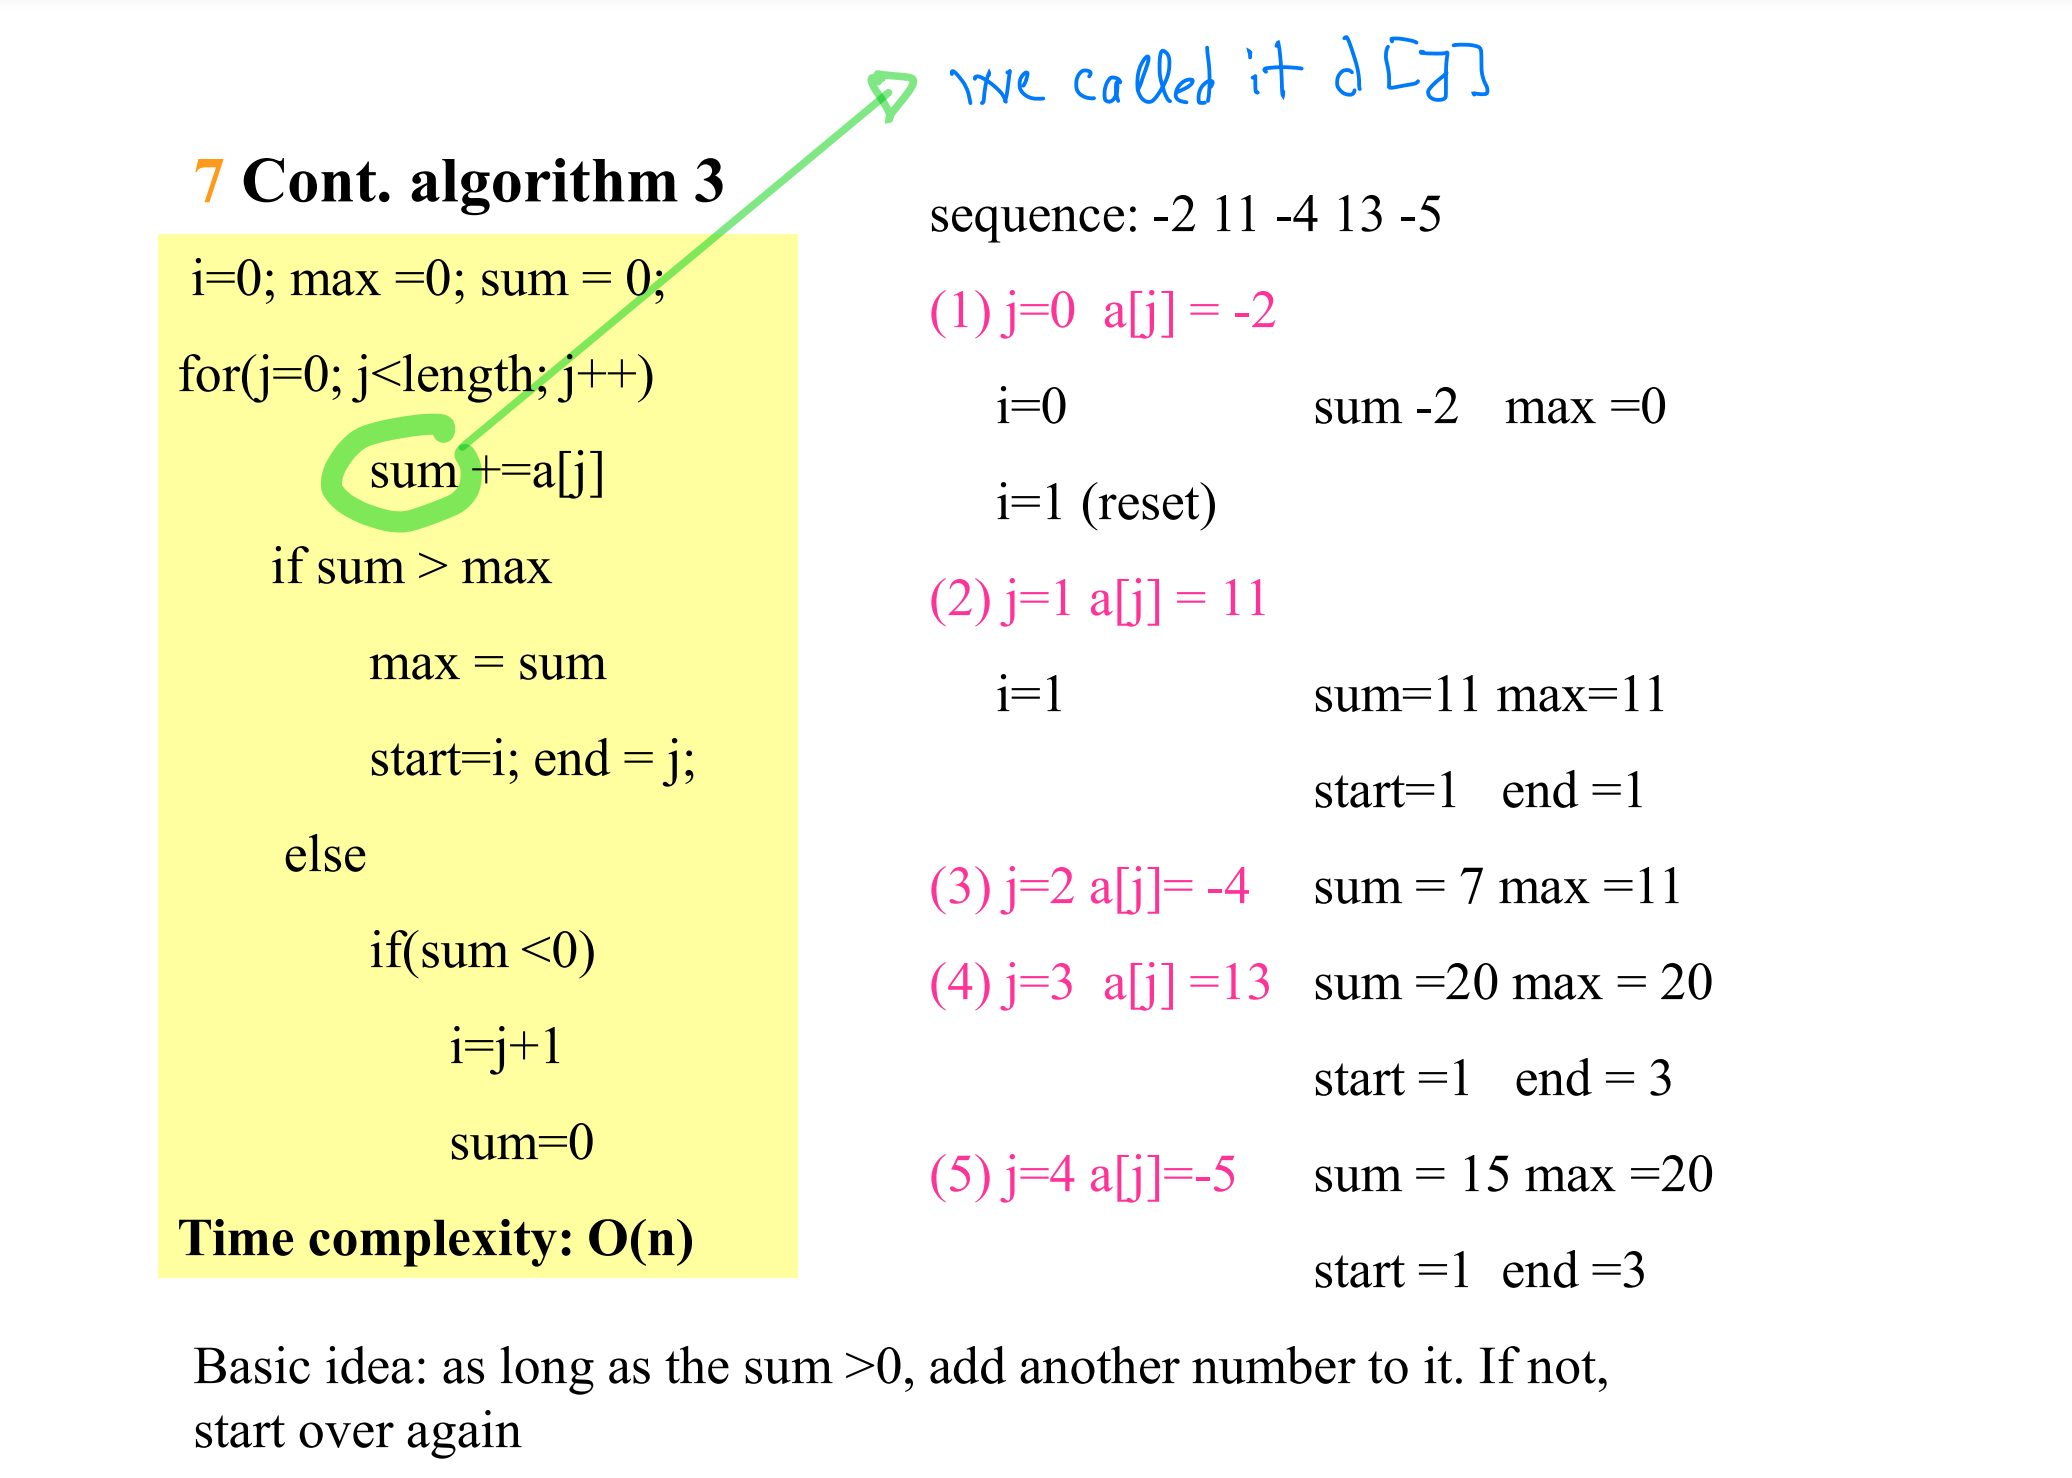 we called it d[j]
7 Cont. algorithm 3
i=0; max =0; sum = 0;
for(j=0; j<length; j++)
sum +=a[j]
if sum > max
max = sum
start=i; end = j;
else
if(sum <0)
i=j+1
sum=0
Time complexity: O(n)
sequence: -2 11 -4 13 -5
(1) j=0 a[j] = -2
i=0 sum -2 max =0
i=1 (reset)
(2) j=1 a[j] = 11
i=1 sum=11 max=11
start=1 end =1
(3) j=2 a[j]= -4 sum = 7 max =11
(4) j=3 a[j] =13 sum =20 max = 20
start =1 end = 3
(5) j=4 a[j]=-5 sum = 15 max =20
start =1 end =3
Basic idea: as long as the sum >0, add another number to it. If not,
start over again